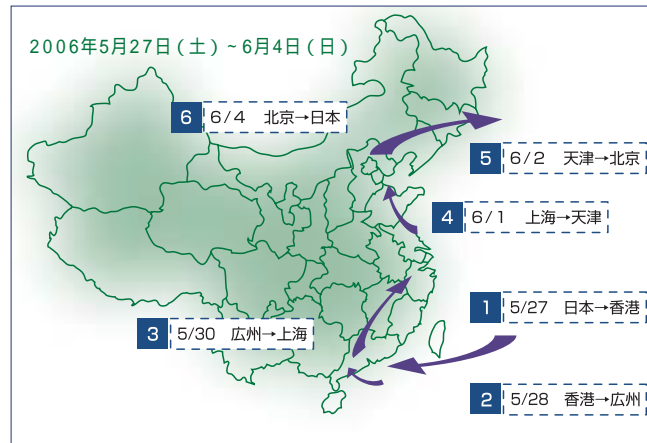 2006年5月27日(土)~6月4日(日)
6 6/4 北京→日本
5 6/2 天津→北京
4 6/1 上海→天津
1 5/27 日本→香港
3 5/30 広州→上海
2 5/28 香港→広州